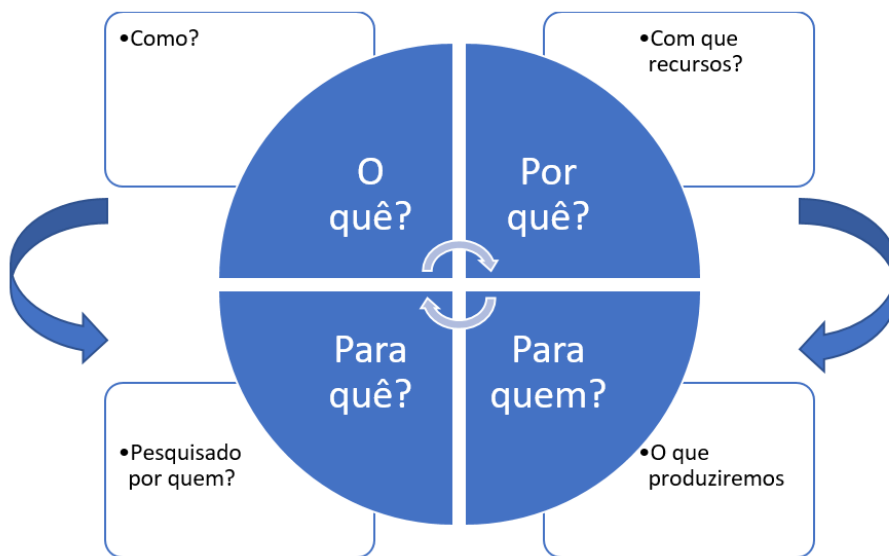 •Como?
•Com que
recursos?
O
quê?
Por
quê?
Para
quê?
Para
quem?
•Pesquisado
por quem?
•O que
produziremos